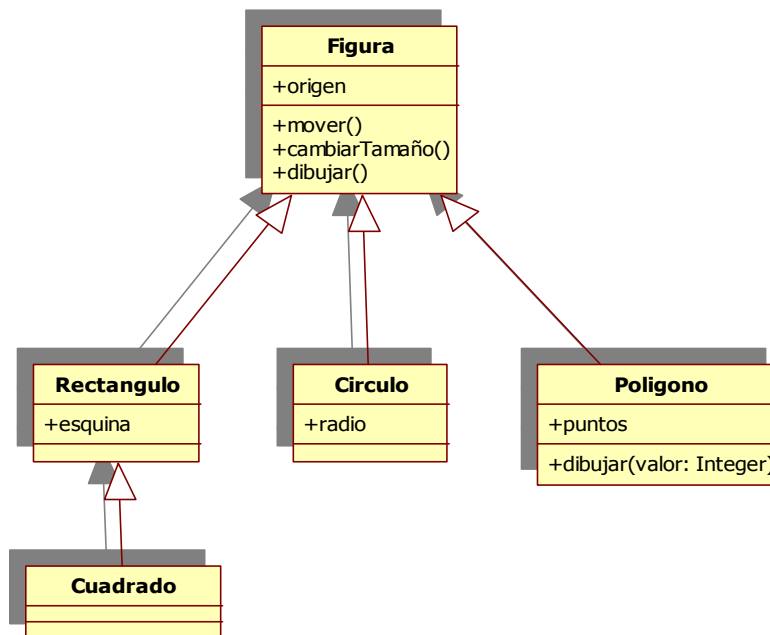 Figura
+origen
+mover()
+cambiarTamaño()
+dibujar()
Rectangulo
+esquina
Circulo
+radio
Poligono
+puntos
+dibujar(valor: Integer)
Cuadrado